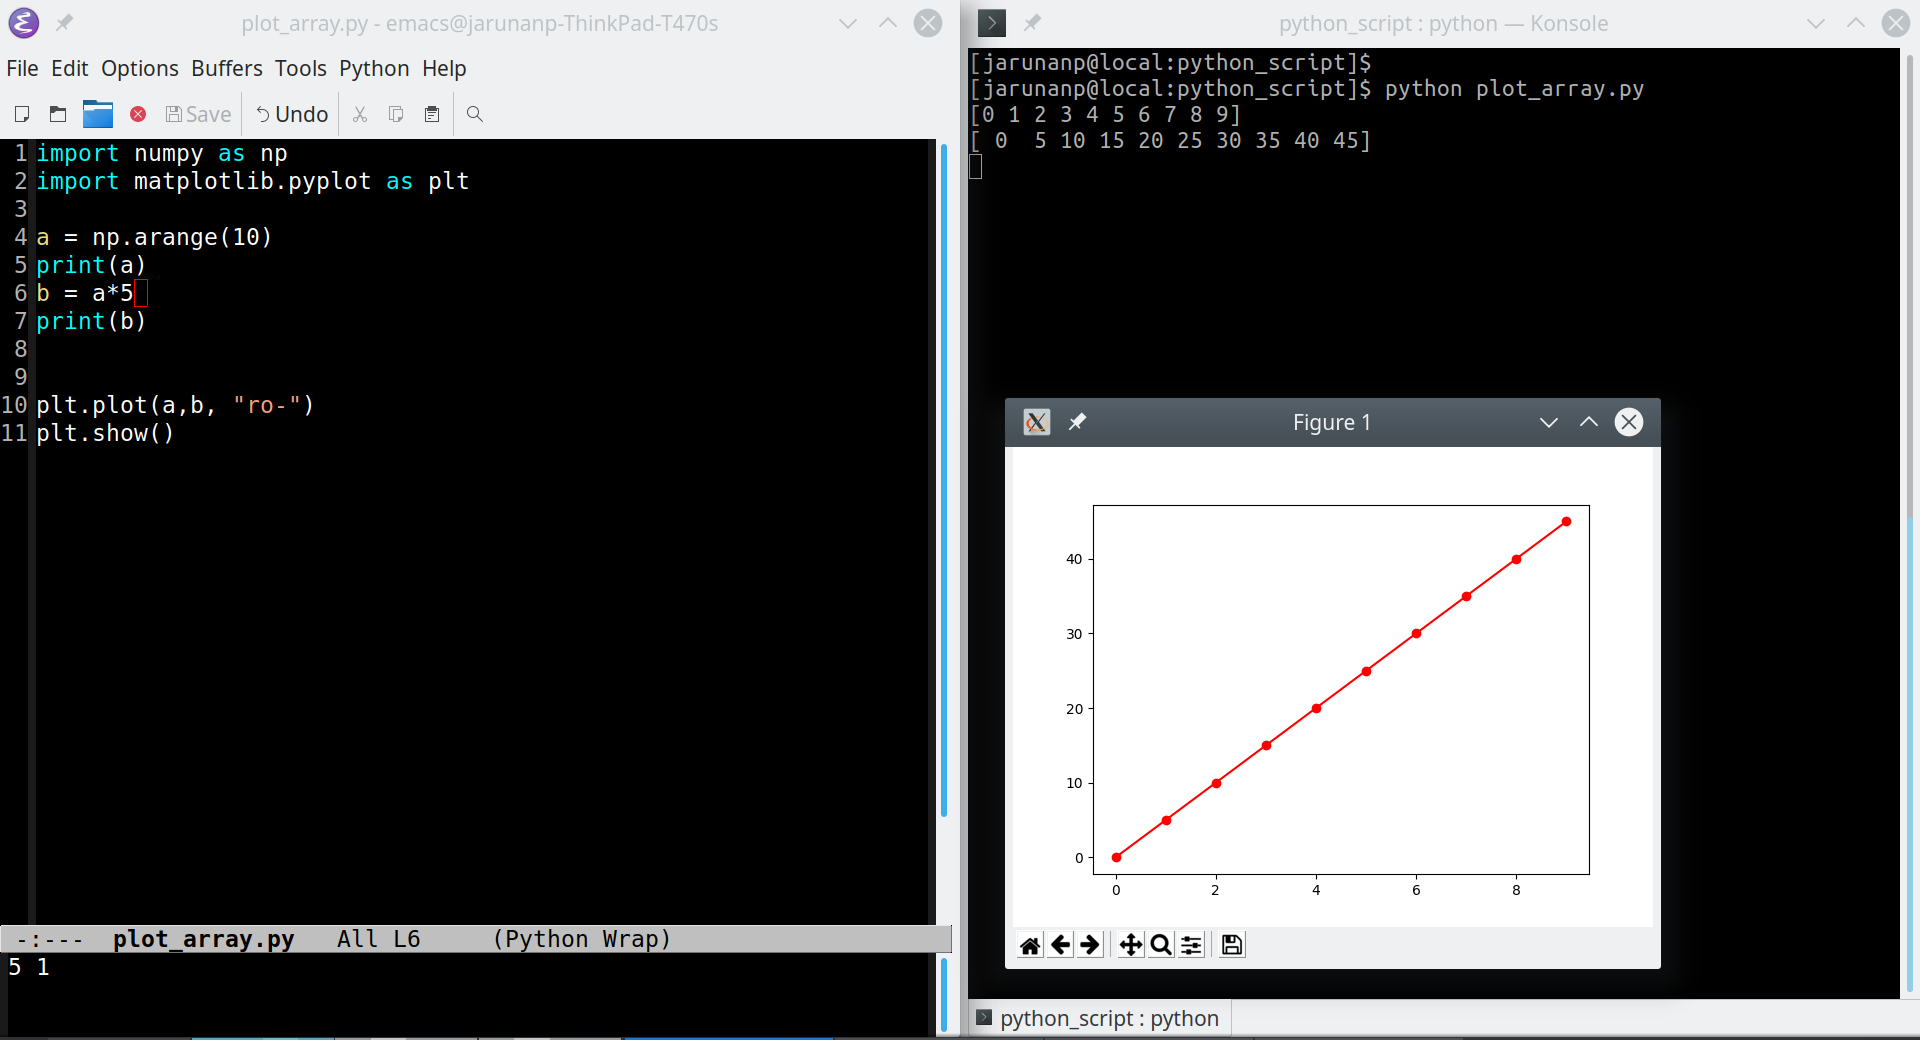 plot_array.py - emacs@jarunanp-ThinkPad-T470s
File Edit Options Buffers Tools Python Help
Save Undo
1 import numpy as np
2 import matplotlib.pyplot as plt
3
4 a = np.arange(10)
5 print(a)
6 b = a*5
7 print(b)
8
9
10 plt.plot(a,b, "ro-")
11 plt.show()
-:--- plot_array.py All L6 (Python Wrap)
5 1
python_script : python — Konsole
[jarunanp@local:python_script]$
[jarunanp@local:python_script]$ python plot_array.py
[0 1 2 3 4 5 6 7 8 9]
[ 0  5 10 15 20 25 30 35 40 45]
Figure 1
40
30
20
10
0
0 2 4 6 8
python_script : python